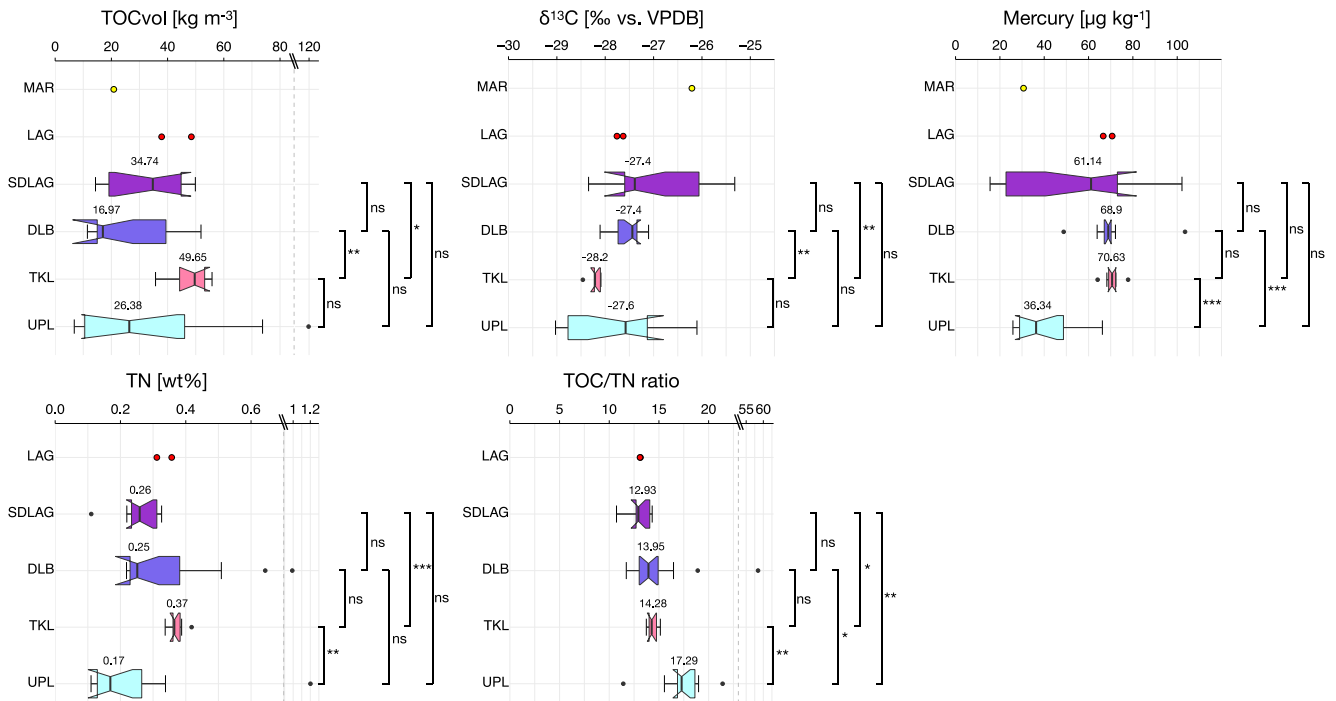 TOCvol [kg m⁻³]
0 20 40 60 80 120
MAR
LAG
34.74
SDLAG
16.97
DLB
49.65
TKL
26.38
UPL
ns
**
ns
*
ns
ns
δ¹³C [‰ vs. VPDB]
−30 −29 −28 −27 −26 −25
MAR
LAG
-27.4
SDLAG
-27.4
DLB
-28.2
TKL
-27.6
UPL
ns
**
ns
**
ns
ns
Mercury [µg kg⁻¹]
0 20 40 60 80 100
MAR
LAG
61.14
SDLAG
68.9
DLB
70.63
TKL
36.34
UPL
ns
ns
***
ns
***
ns
TN [wt%]
0.0 0.2 0.4 0.6 1 1.2
LAG
0.26
SDLAG
0.25
DLB
0.37
TKL
0.17
UPL
ns
ns
**
***
ns
ns
TOC/TN ratio
0 5 10 15 20 55 60
LAG
12.93
SDLAG
13.95
DLB
14.28
TKL
17.29
UPL
ns
ns
**
*
*
**